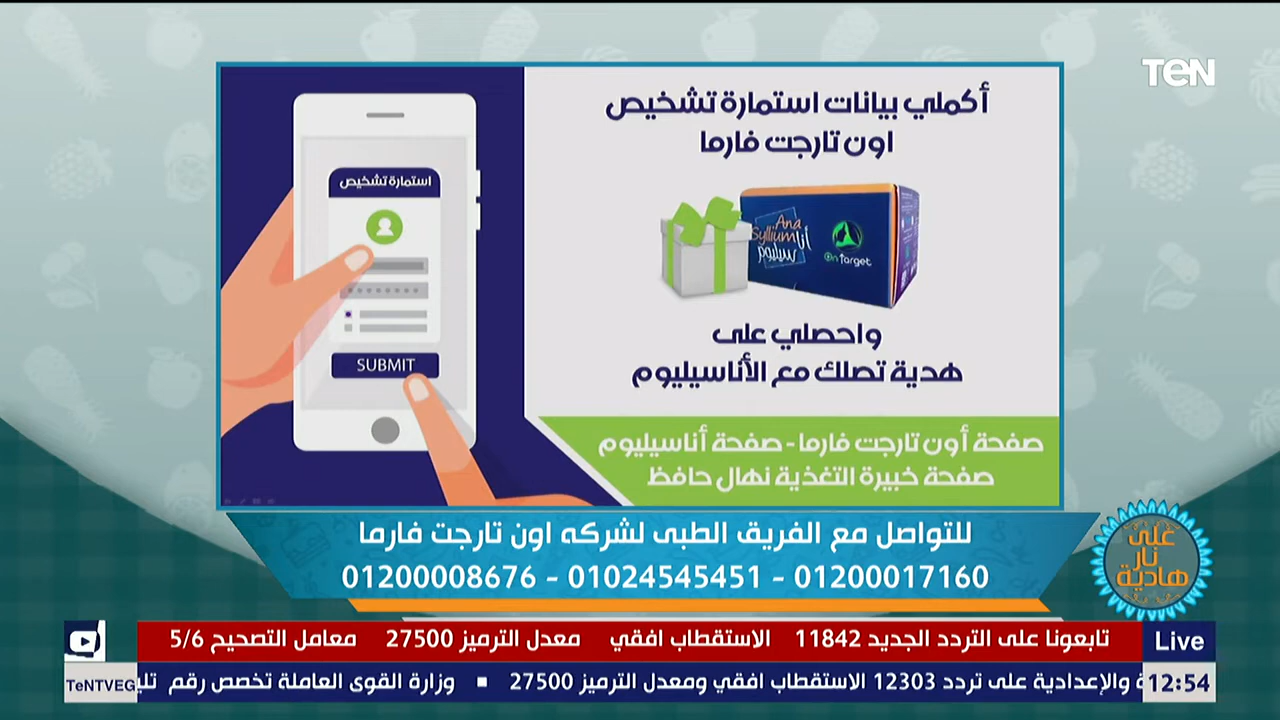 TEN
أكملي بيانات استمارة تشخيص
اون تارجت فارما
استمارة تشخيص
SUBMIT
Ana
Syllium
أنا
سيليوم
On Target
واحصلي على
هدية تصلك مع الأناسيليوم
صفحة أون تارجت فارما - صفحة أناسيليوم
صفحة خبيرة التغذية نهال حافظ
للتواصل مع الفريق الطبى لشركه اون تارجت فارما
01200008676 - 01024545451 - 01200017160
على
نار
هادية
Live
تابعونا على التردد الجديد 11842 الاستقطاب افقي معدل الترميز 27500 معامل التصحيح 5/6
12:54
ة والإعدادية على تردد 12303 الاستقطاب افقي ومعدل الترميز 27500 ■ وزارة القوى العاملة تخصص رقم
TeNTVEG